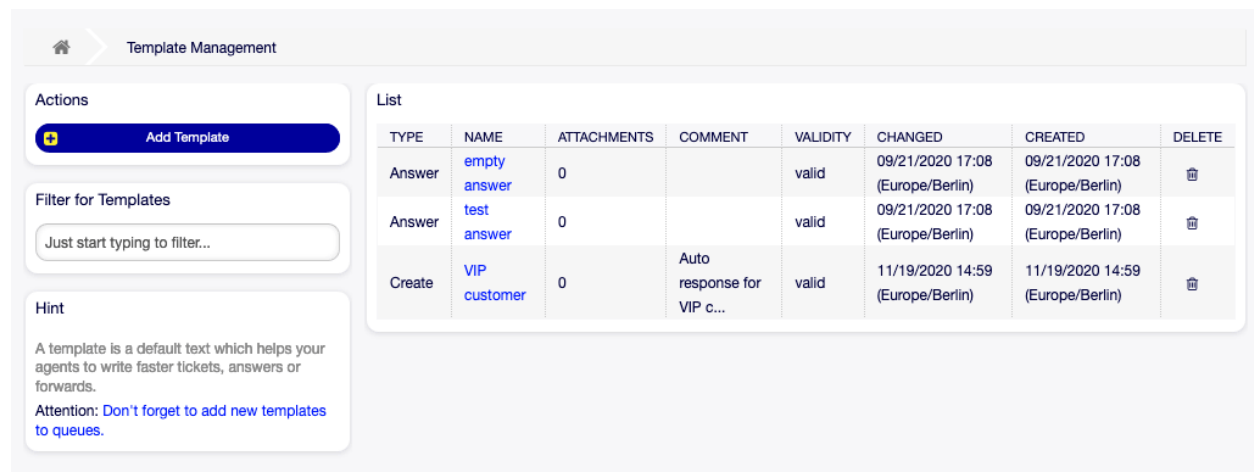 Template Management
Actions
Add Template
Filter for Templates
Just start typing to filter...
Hint
A template is a default text which helps your
agents to write faster tickets, answers or
forwards.
Attention: Don't forget to add new templates
to queues.
List
TYPE NAME ATTACHMENTS COMMENT VALIDITY CHANGED CREATED DELETE
Answer empty answer 0 valid 09/21/2020 17:08 (Europe/Berlin) 09/21/2020 17:08 (Europe/Berlin)
Answer test answer 0 valid 09/21/2020 17:08 (Europe/Berlin) 09/21/2020 17:08 (Europe/Berlin)
Create VIP customer 0 Auto response for VIP c... valid 11/19/2020 14:59 (Europe/Berlin) 11/19/2020 14:59 (Europe/Berlin)